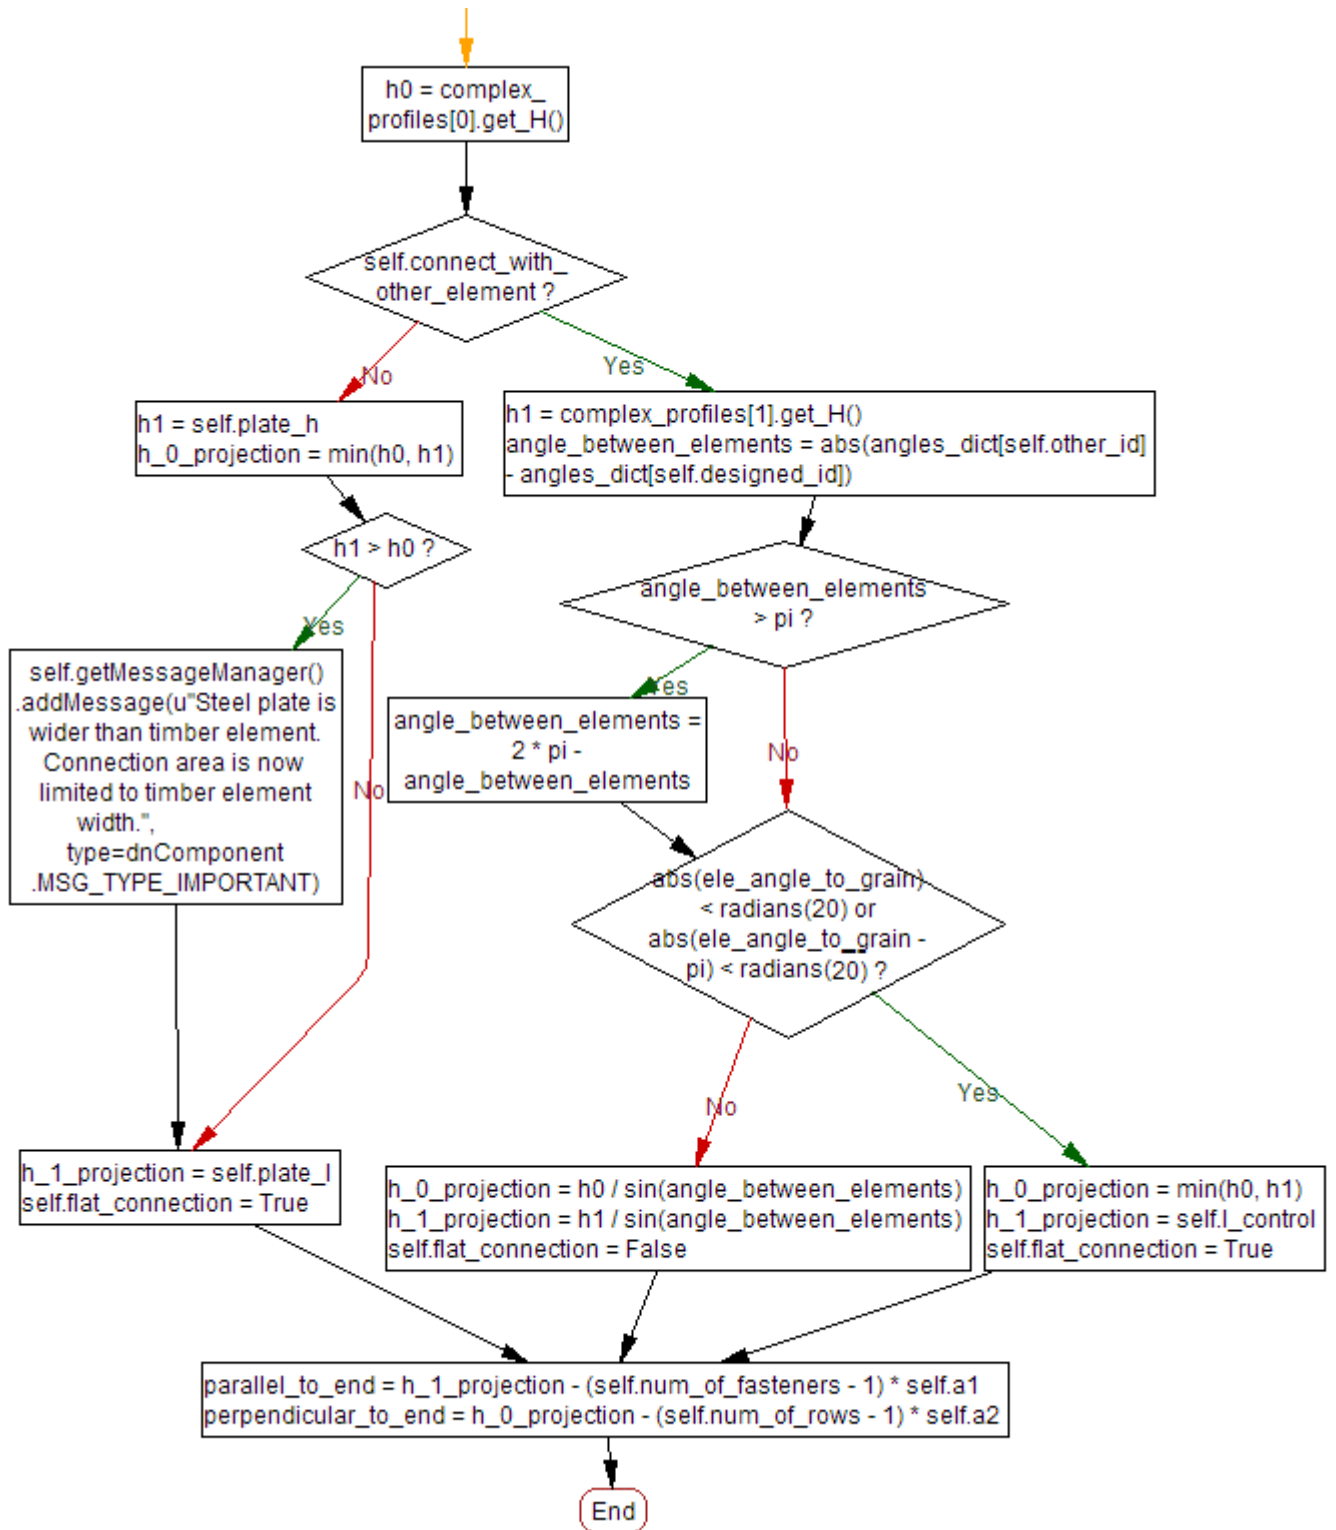 h0 = complex_
profiles[0].get_H()
self.connect_with_
other_element ?
No
Yes
h1 = self.plate_h
h_0_projection = min(h0, h1)
h1 = complex_profiles[1].get_H()
angle_between_elements = abs(angles_dict[self.other_id]
- angles_dict[self.designed_id])
h1 > h0 ?
angle_between_elements
> pi ?
Yes
No
Yes
No
self.getMessageManager()
.addMessage(u"Steel plate is
wider than timber element.
Connection area is now
limited to timber element
width.",
type=dnComponent
.MSG_TYPE_IMPORTANT)
angle_between_elements =
2 * pi -
angle_between_elements
abs(ele_angle_to_grain)
< radians(20) or
abs(ele_angle_to_grain -
pi) < radians(20) ?
No
Yes
h_1_projection = self.plate_l
self.flat_connection = True
h_0_projection = h0 / sin(angle_between_elements)
h_1_projection = h1 / sin(angle_between_elements)
self.flat_connection = False
h_0_projection = min(h0, h1)
h_1_projection = self.l_control
self.flat_connection = True
parallel_to_end = h_1_projection - (self.num_of_fasteners - 1) * self.a1
perpendicular_to_end = h_0_projection - (self.num_of_rows - 1) * self.a2
End